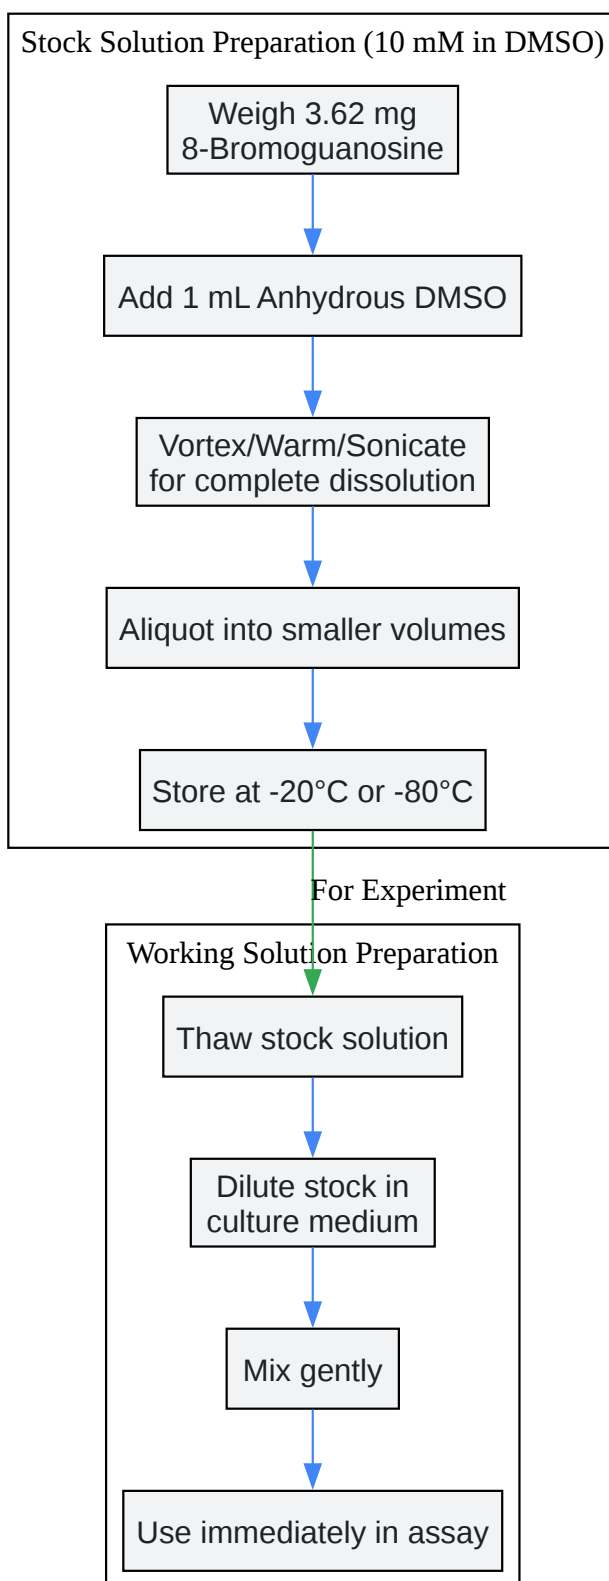 Stock Solution Preparation (10 mM in DMSO)
Weigh 3.62 mg
8-Bromoguanosine
Add 1 mL Anhydrous DMSO
Vortex/Warm/Sonicate
for complete dissolution
Aliquot into smaller volumes
Store at -20°C or -80°C
For Experiment
Working Solution Preparation
Thaw stock solution
Dilute stock in
culture medium
Mix gently
Use immediately in assay